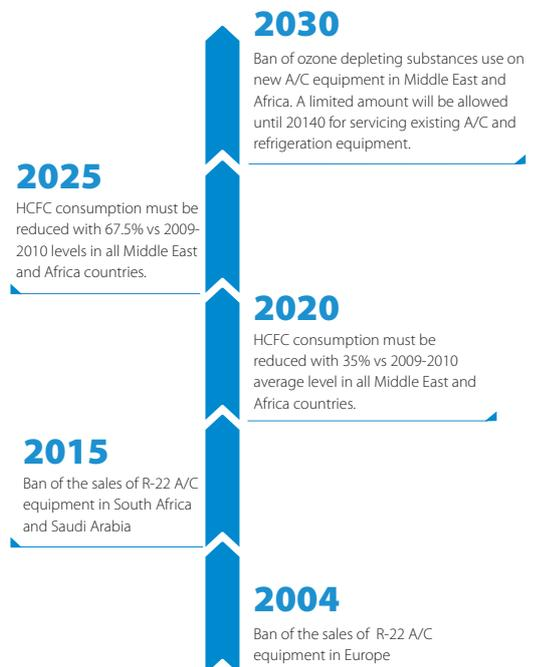 2030
Ban of ozone depleting substances use on
new A/C equipment in Middle East and
Africa. A limited amount will be allowed
until 20140 for servicing existing A/C and
refrigeration equipment.
2025
HCFC consumption must be
reduced with 67.5% vs 2009-
2010 levels in all Middle East
and Africa countries.
2020
HCFC consumption must be
reduced with 35% vs 2009-2010
average level in all Middle East and
Africa countries.
2015
Ban of the sales of R-22 A/C
equipment in South Africa
and Saudi Arabia
2004
Ban of the sales of R-22 A/C
equipment in Europe